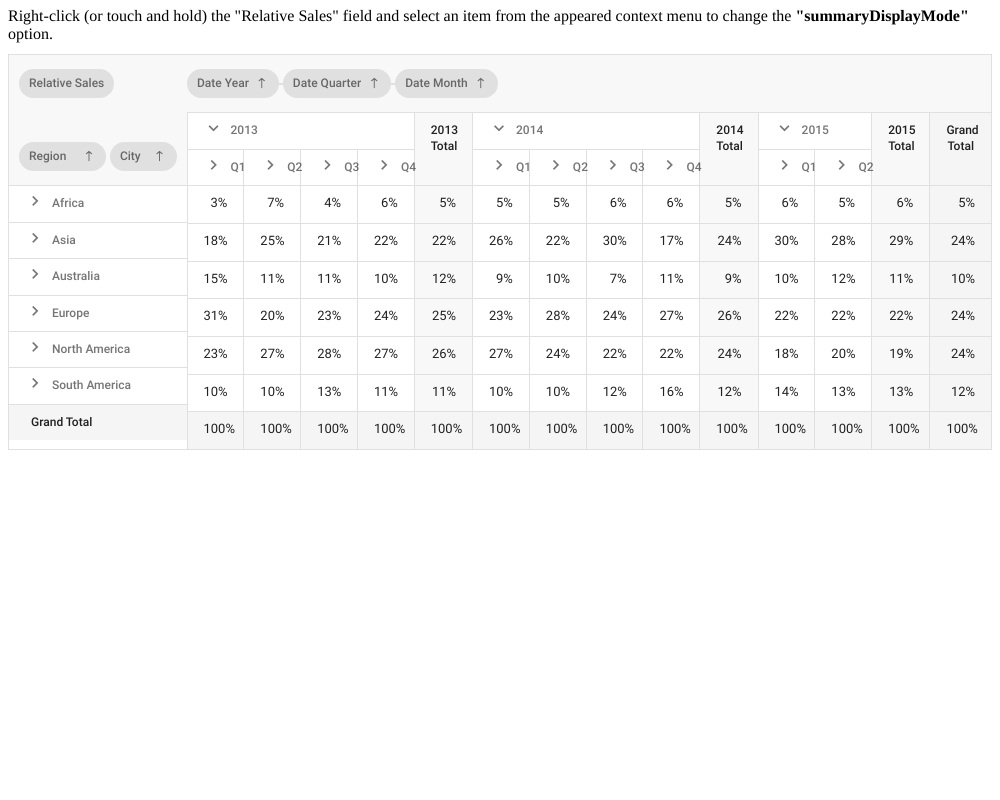 Right-click (or touch and hold) the "Relative Sales" field and select an item from the appeared context menu to change the "summaryDisplayMode"
option.
Relative Sales Date Year Date Quarter Date Month
Region City
2013 2013 Total 2014 2014 Total 2015 2015 Total Grand Total
Q1 Q2 Q3 Q4 Q1 Q2 Q3 Q4 Q1 Q2
Africa 3% 7% 4% 6% 5% 5% 5% 6% 6% 5% 6% 5% 6% 5%
Asia 18% 25% 21% 22% 22% 26% 22% 30% 17% 24% 30% 28% 29% 24%
Australia 15% 11% 11% 10% 12% 9% 10% 7% 11% 9% 10% 12% 11% 10%
Europe 31% 20% 23% 24% 25% 23% 28% 24% 27% 26% 22% 22% 22% 24%
North America 23% 27% 28% 27% 26% 27% 24% 22% 22% 24% 18% 20% 19% 24%
South America 10% 10% 13% 11% 11% 10% 10% 12% 16% 12% 14% 13% 13% 12%
Grand Total 100% 100% 100% 100% 100% 100% 100% 100% 100% 100% 100% 100% 100% 100%